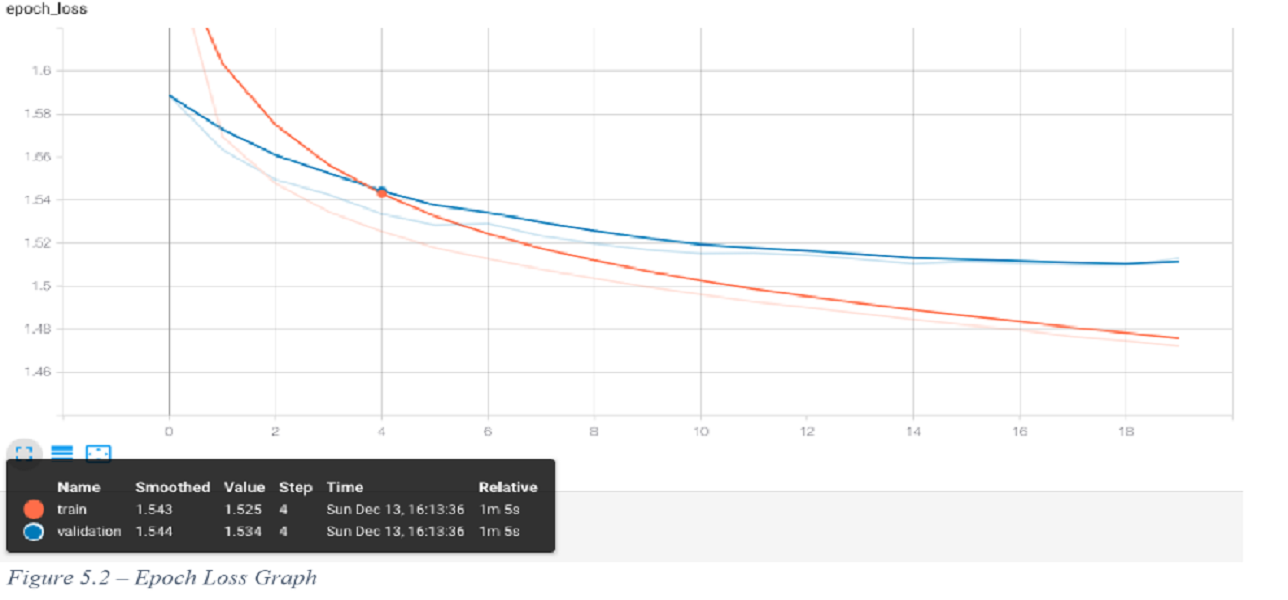 epoch_loss
1.6
1.58
1.56
1.54
1.52
1.5
1.48
1.46
0 2 4 6 8 10 12 14 16 18
Name Smoothed Value Step Time Relative
train 1.543 1.525 4 Sun Dec 13, 16:13:36 1m 5s
validation 1.544 1.534 4 Sun Dec 13, 16:13:36 1m 5s
Figure 5.2 – Epoch Loss Graph